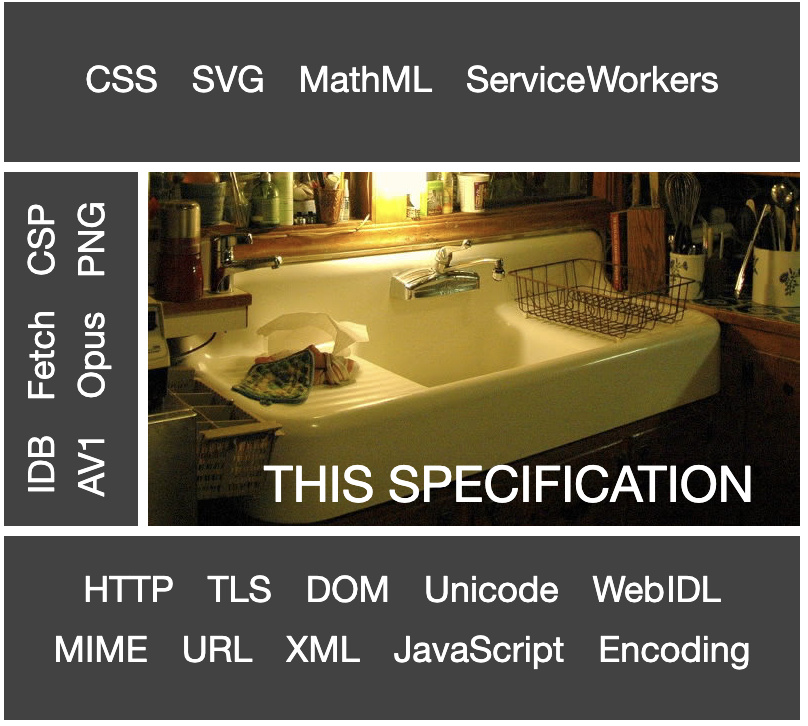 CSS SVG MathML ServiceWorkers
IDB Fetch CSP
AV1 Opus PNG
THIS SPECIFICATION
HTTP TLS DOM Unicode WebIDL
MIME URL XML JavaScript Encoding